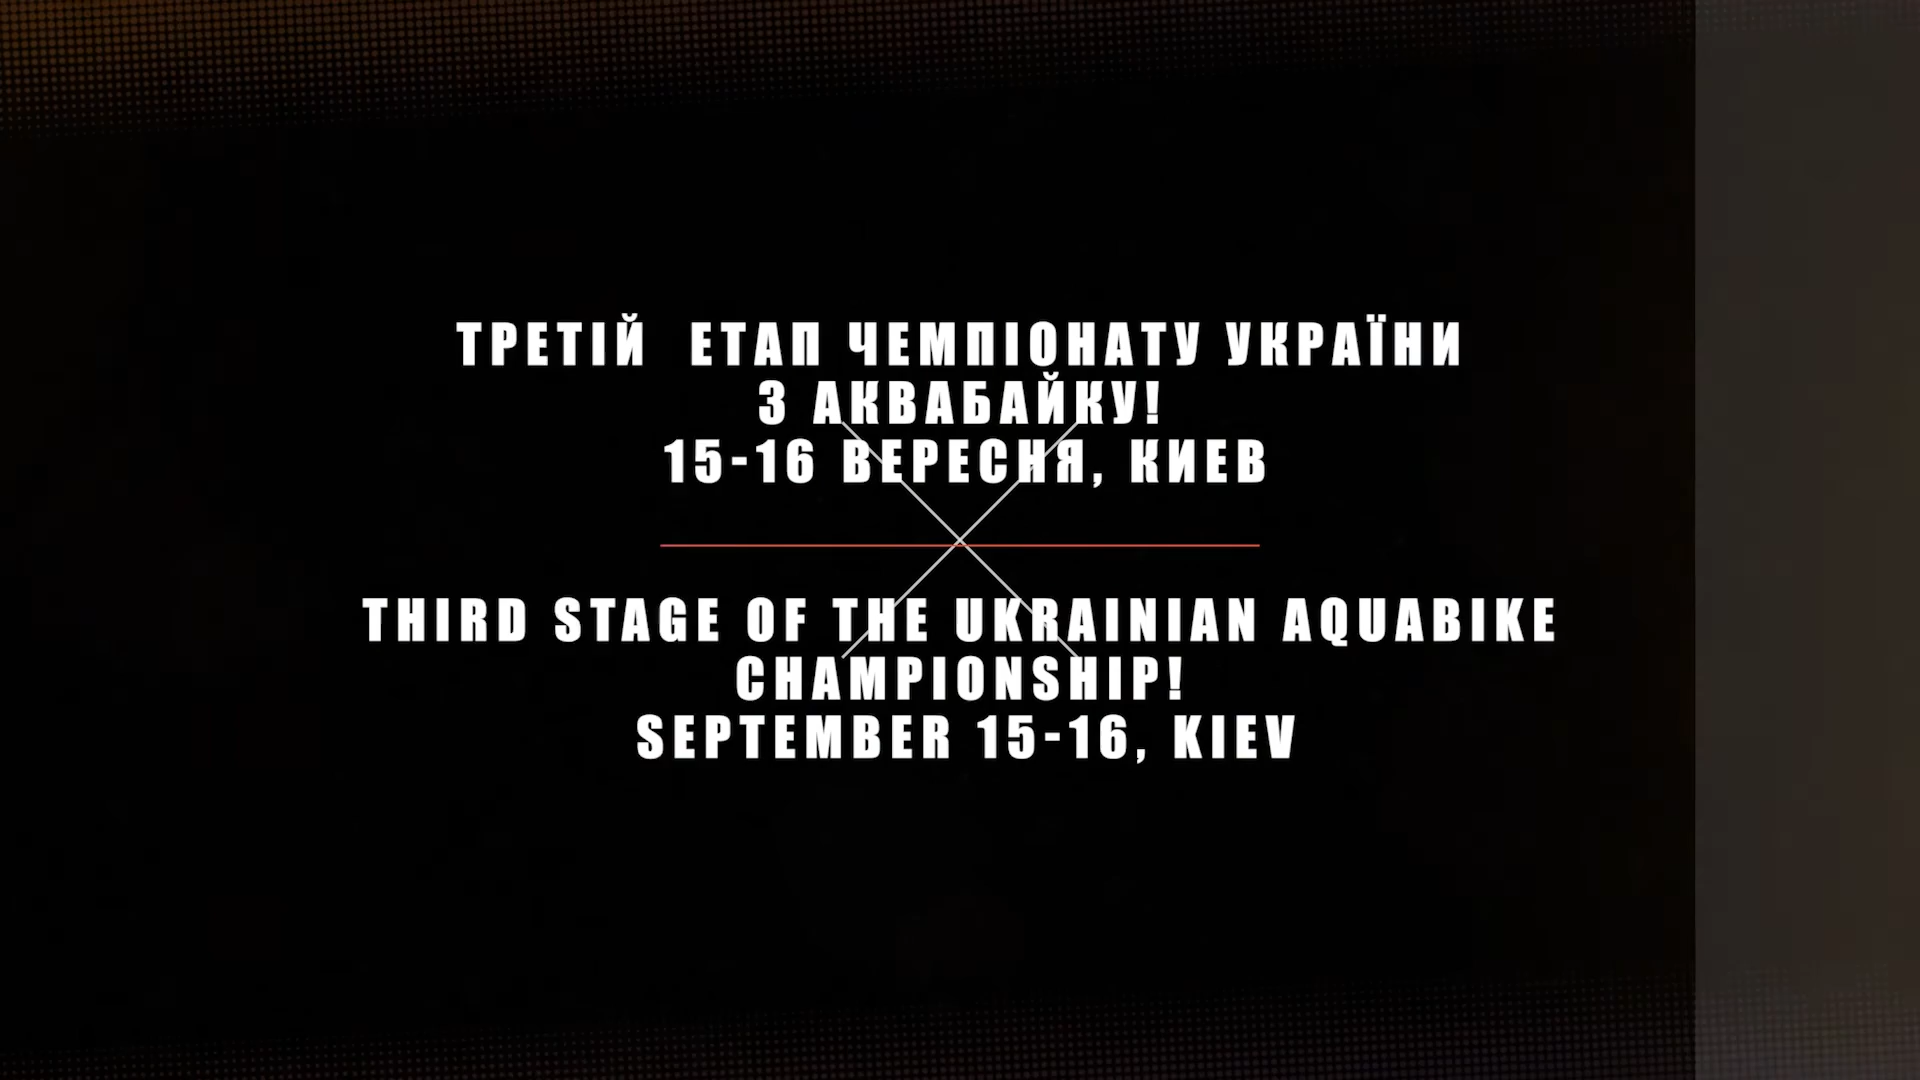 ТРЕТІЙ ЕТАП ЧЕМПІОНАТУ УКРАЇНИ
З АКВАБАЙКУ!
15-16 ВЕРЕСНЯ, КИЕВ
THIRD STAGE OF THE UKRAINIAN AQUABIKE
CHAMPIONSHIP!
SEPTEMBER 15-16, KIEV